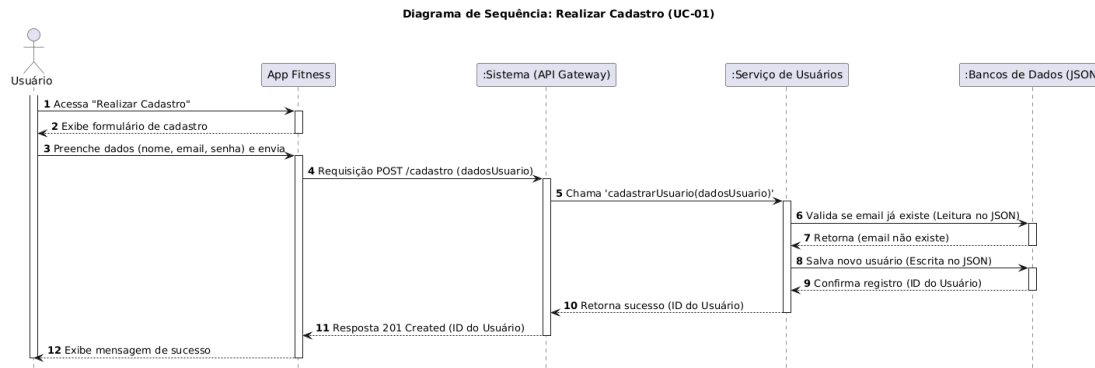 Diagrama de Sequência: Realizar Cadastro (UC-01)
Usuário
App Fitness
:Sistema (API Gateway)
:Serviço de Usuários
:Bancos de Dados (JSON
1 Acessa "Realizar Cadastro"
2 Exibe formulário de cadastro
3 Preenche dados (nome, email, senha) e envia
4 Requisição POST /cadastro (dadosUsuario)
5 Chama 'cadastrarUsuario(dadosUsuario)'
6 Valida se email já existe (Leitura no JSON)
7 Retorna (email não existe)
8 Salva novo usuário (Escrita no JSON)
9 Confirma registro (ID do Usuário)
10 Retorna sucesso (ID do Usuário)
11 Resposta 201 Created (ID do Usuário)
12 Exibe mensagem de sucesso